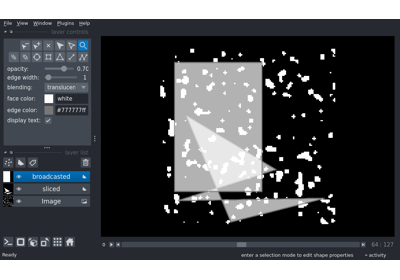 File View Window Plugins Help
layer controls
opacity: 0.70
edge width: 1
blending: translucen
face color: white
edge color: #777777ff
display text: ✓
layer list
broadcasted
sliced
Image
0 64 127
Ready enter a selection mode to edit shape properties activity